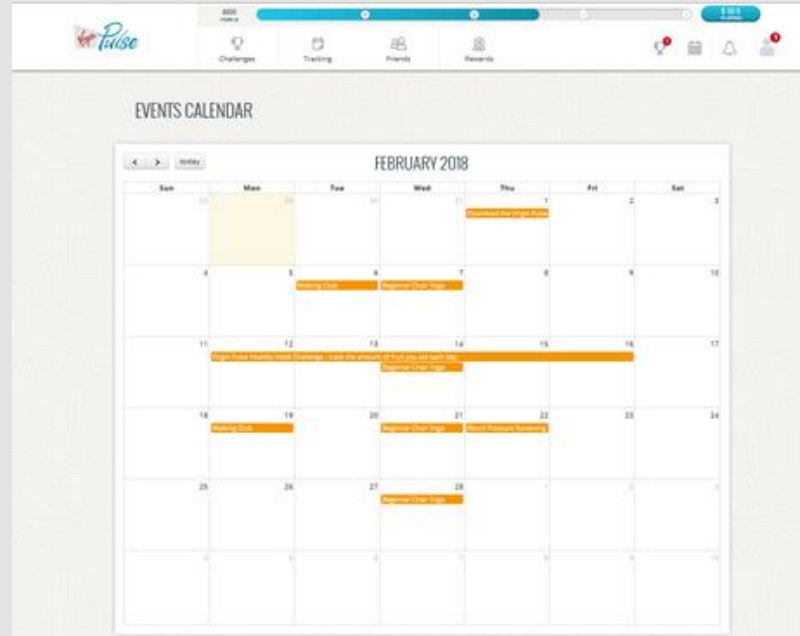 Virgin Pulse
Challenges
Tracking
Friends
Rewards
EVENTS CALENDAR
today
FEBRUARY 2018
Sun Mon Tue Wed Thu Fri Sat
28 29 30 31 1 2 3
Download the Virgin Pulse
4 5 6 7 8 9 10
Walking Club Beginner Chair Yoga
11 12 13 14 15 16 17
Virgin Pulse Healthy Habit Challenge - track the amount of fruit you eat each day
Beginner Chair Yoga
18 19 20 21 22 23 24
Walking Club Beginner Chair Yoga Blood Pressure Screening
25 26 27 28 1 2 3
Beginner Chair Yoga
4 5 6 7 8 9 10